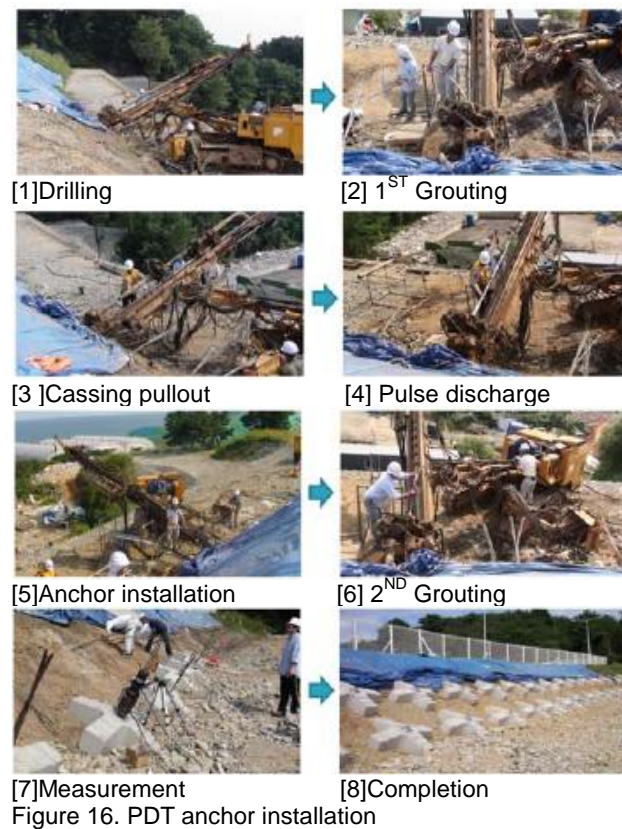 [1]Drilling
[2] 1ST Grouting
[3 ]Cassing pullout
[4] Pulse discharge
[5]Anchor installation
[6] 2ND Grouting
[7]Measurement
[8]Completion
Figure 16. PDT anchor installation